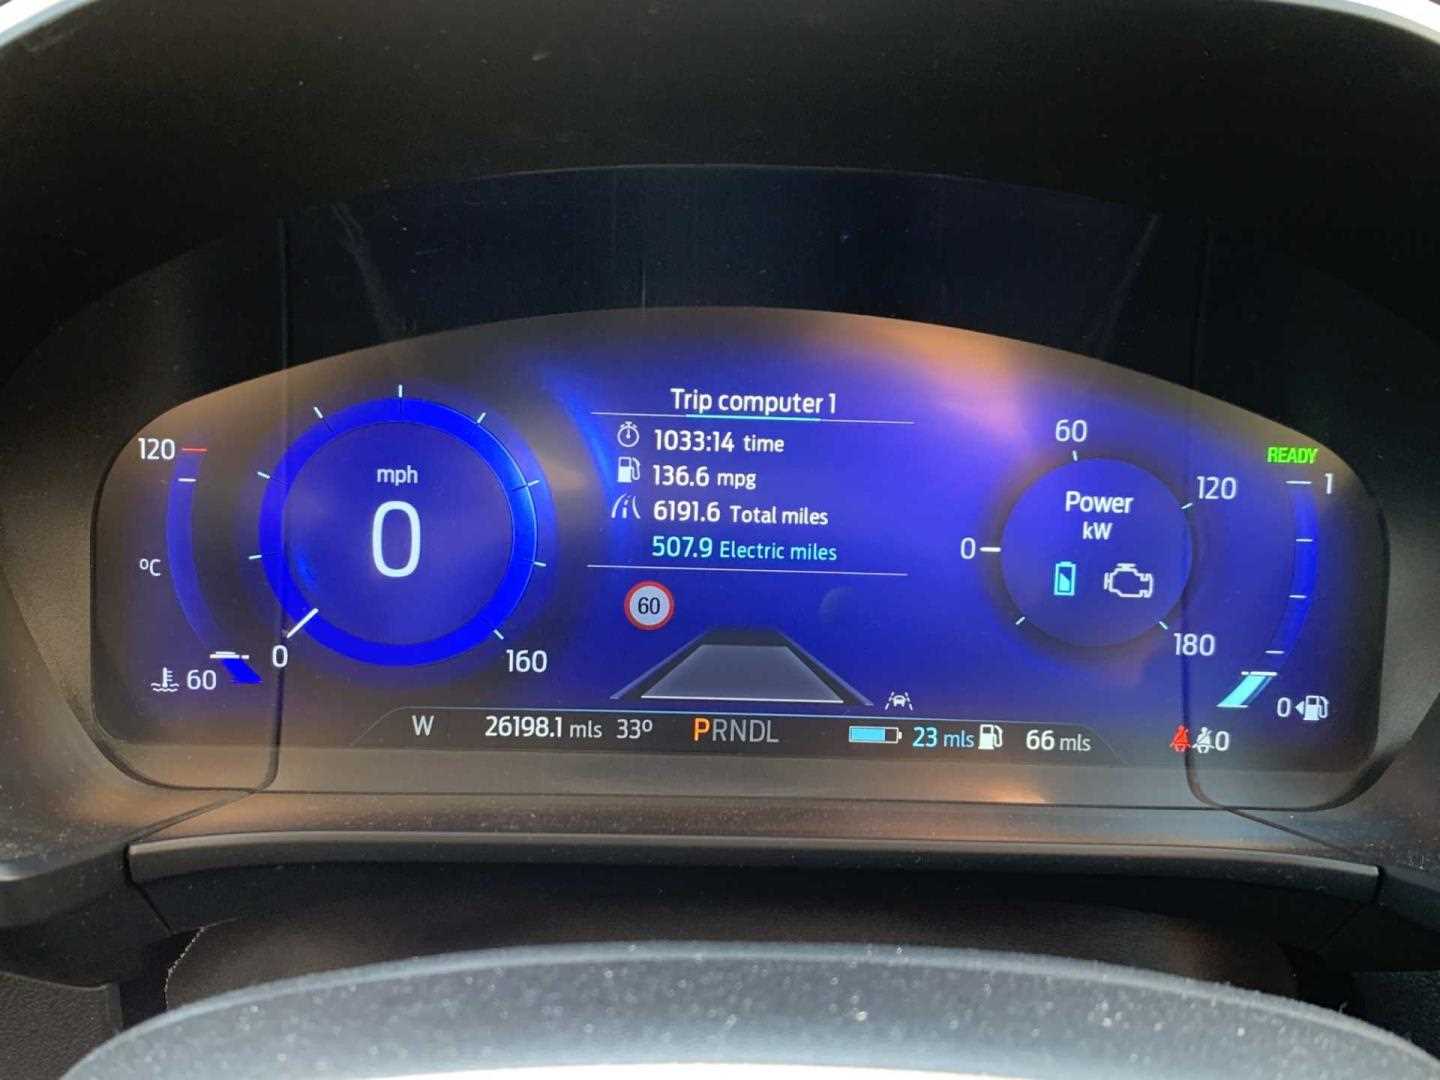 Trip computer 1
1033:14 time
136.6 mpg
6191.6 Total miles
507.9 Electric miles
120
ºC
60
mph
0
0
160
60
60
0
120
180
Power
kW
READY
1
0
W 26198.1 mls 33º PRNDL 23 mls 66 mls
0